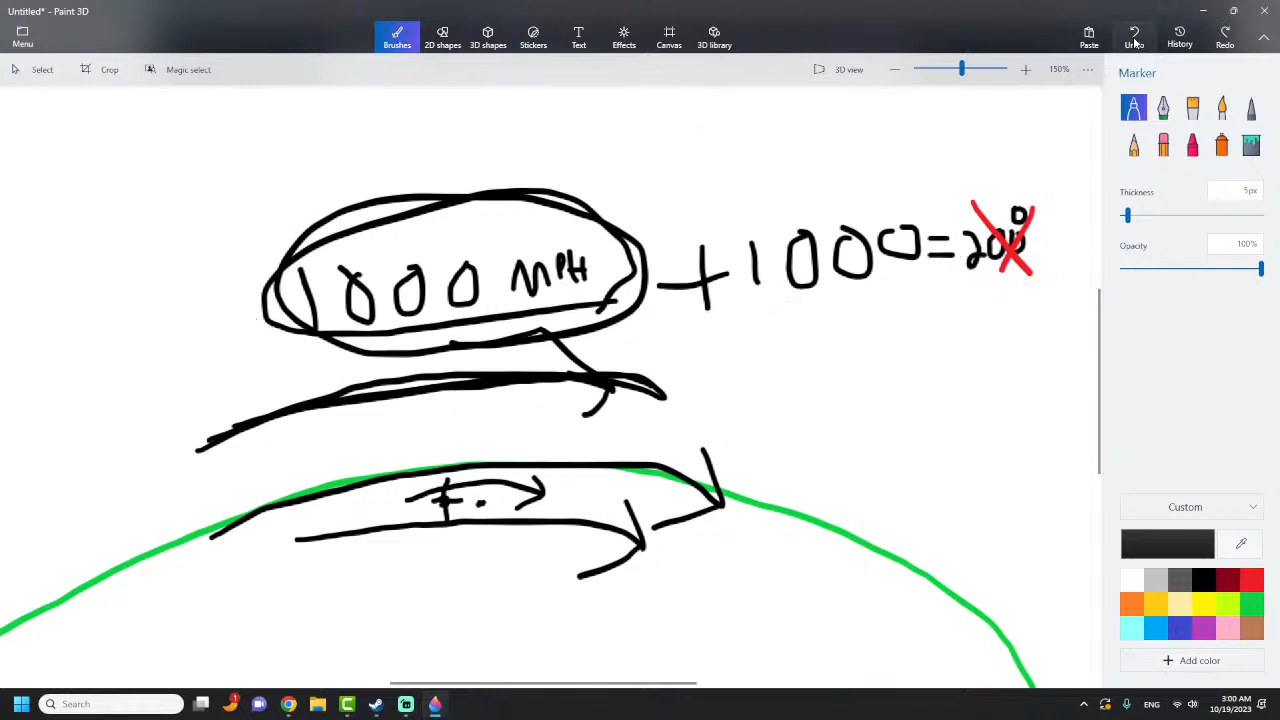 Untitled* - Paint 3D
Menu
Brushes
2D shapes
3D shapes
Stickers
Text
Effects
Canvas
3D library
Paste
Undo
History
Redo
Select
Crop
Magic select
3D view
150%
Marker
Thickness
5px
Opacity
100%
1000 MPH + 1000 = 2000
Custom
Add color
Search
1
ENG
3:00 AM
10/19/2023